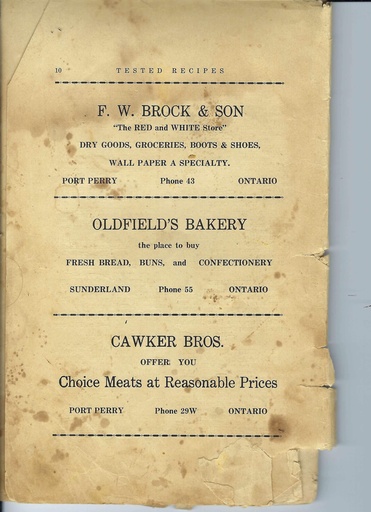 10 TESTED RECIPES
F. W. BROCK & SON
"The RED and WHITE Store"
DRY GOODS, GROCERIES, BOOTS & SHOES,
WALL PAPER A SPECIALTY.
PORT PERRY Phone 43 ONTARIO
OLDFIELD'S BAKERY
the place to buy
FRESH BREAD, BUNS, and CONFECTIONERY
SUNDERLAND Phone 55 ONTARIO
CAWKER BROS.
OFFER YOU
Choice Meats at Reasonable Prices
PORT PERRY Phone 29W ONTARIO